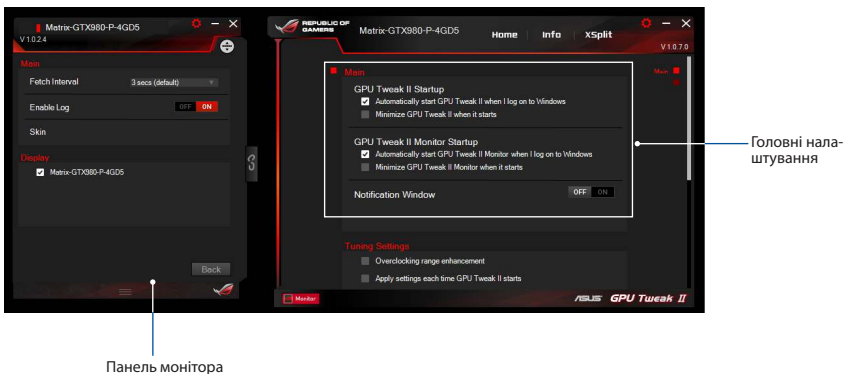 Matrix-GTX980-P-4GD5
V 1.0.2.4
Main
Fetch Interval
3 secs (default)
Enable Log
OFF ON
Skin
Display
Matrix-GTX980-P-4GD5
Back
REPUBLIC OF
GAMERS
Matrix-GTX980-P-4GD5
Home Info XSplit
V 1.0.7.0
Main
Main
GPU Tweak II Startup
Automatically start GPU Tweak II when I log on to Windows
Minimize GPU Tweak II when it starts
GPU Tweak II Monitor Startup
Automatically start GPU Tweak II Monitor when I log on to Windows
Minimize GPU Tweak II Monitor when it starts
Notification Window
OFF ON
Tuning Settings
Overclocking range enhancement
Apply settings each time GPU Tweak II starts
Monitor
ASUS GPU Tweak II
Головні нала-
штування
Панель монітора